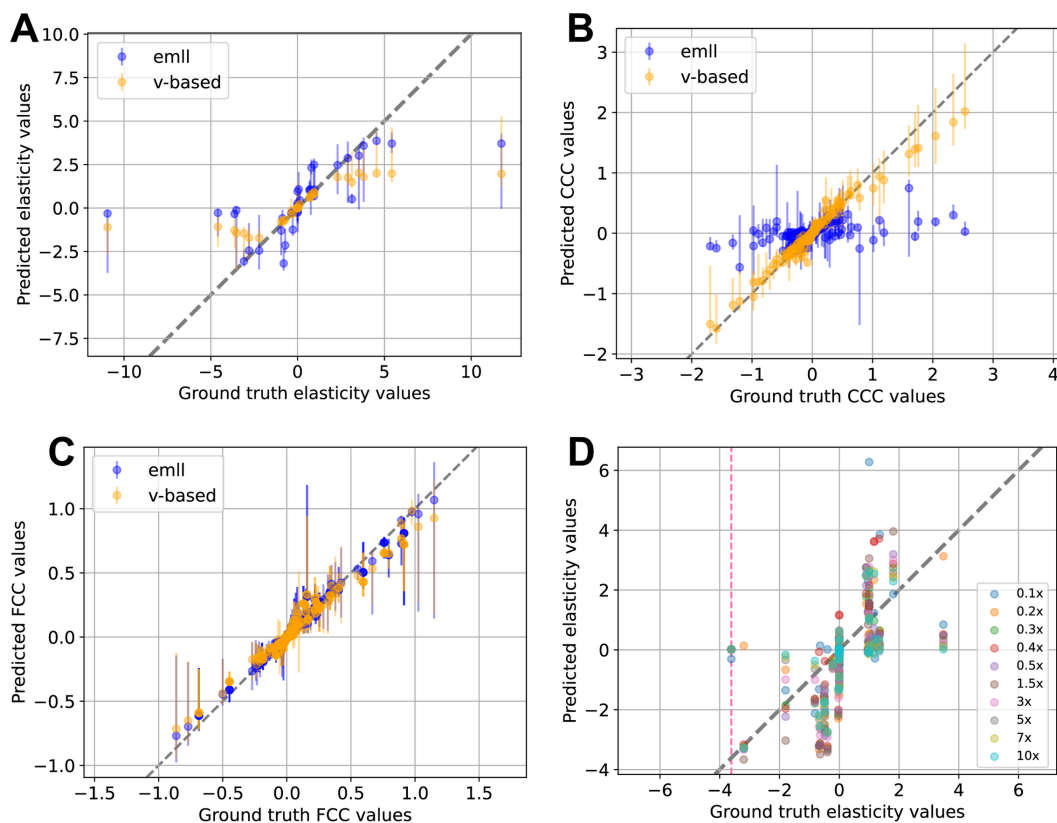 A
10.0
7.5
5.0
2.5
0.0
−2.5
−5.0
−7.5
−10
−5
0
5
10
emll
v-based
Predicted elasticity values
Ground truth elasticity values
B
3
2
1
0
−1
−2
−3
−2
−1
0
1
2
3
4
emll
v-based
Predicted CCC values
Ground truth CCC values
C
1.0
0.5
0.0
−0.5
−1.0
−1.5
−1.0
−0.5
0.0
0.5
1.0
1.5
emll
v-based
Predicted FCC values
Ground truth FCC values
D
6
4
2
0
−2
−4
−6
−4
−2
0
2
4
6
0.1x
0.2x
0.3x
0.4x
0.5x
1.5x
3x
5x
7x
10x
Predicted elasticity values
Ground truth elasticity values